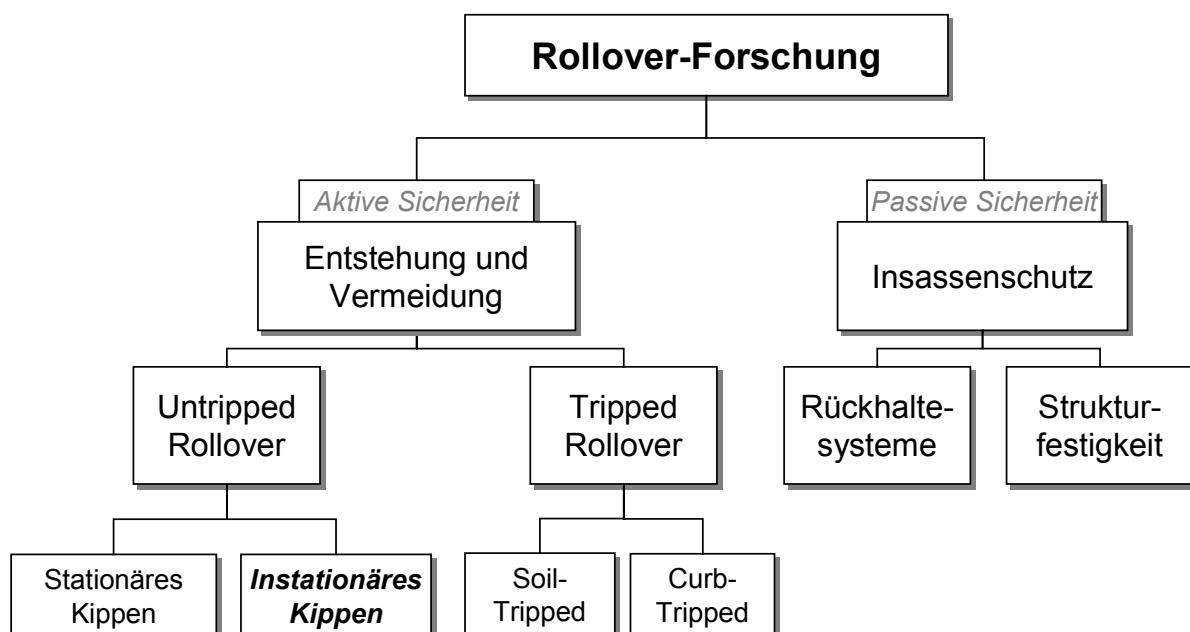 Rollover-Forschung
Aktive Sicherheit
Entstehung und
Vermeidung
Passive Sicherheit
Insassenschutz
Untripped
Rollover
Tripped
Rollover
Rückhalte-
systeme
Struktur-
festigkeit
Stationäres
Kippen
Instationäres
Kippen
Soil-
Tripped
Curb-
Tripped